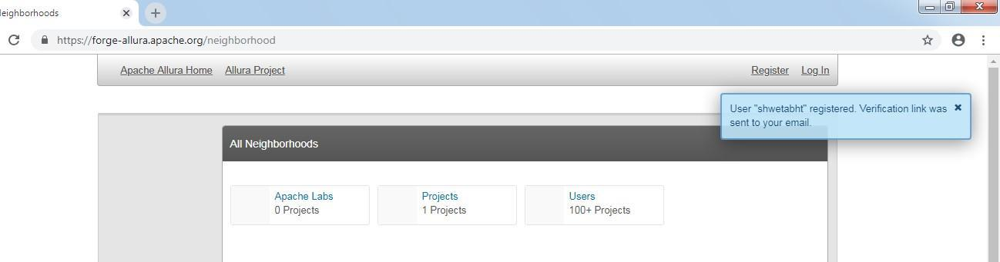 eighborhoods
https://forge-allura.apache.org/neighborhood
Apache Allura Home Allura Project Register Log In
User "shwetabht" registered. Verification link was
sent to your email.
All Neighborhoods
Apache Labs
0 Projects
Projects
1 Projects
Users
100+ Projects